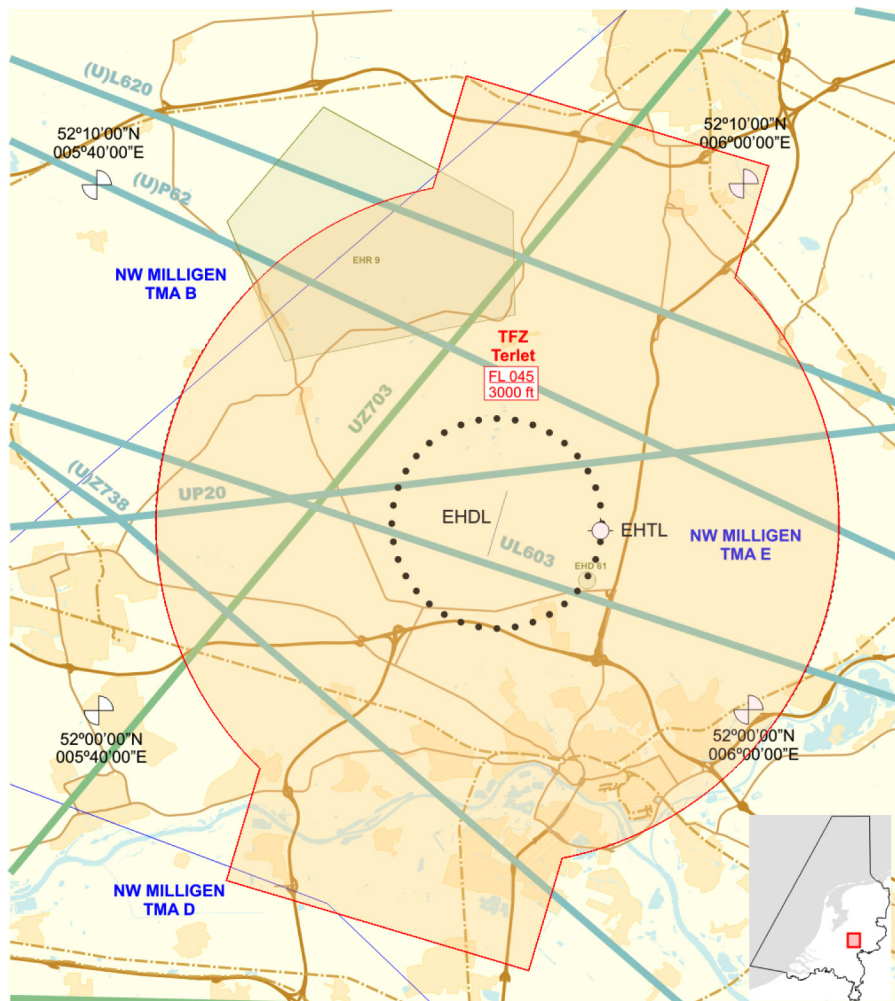 (U)L620
52º10'00"N
005º40'00"E
52º10'00"N
006º00'00"E
(U)P62
NW MILLIGEN
TMA B
EHR 9
TFZ
Terlet
FL 045
3000 ft
UZ703
(U)Z738
UP20
EHDL
EHTL
UL603
NW MILLIGEN
TMA E
EHD 61
52º00'00"N
005º40'00"E
52º00'00"N
006º00'00"E
NW MILLIGEN
TMA D